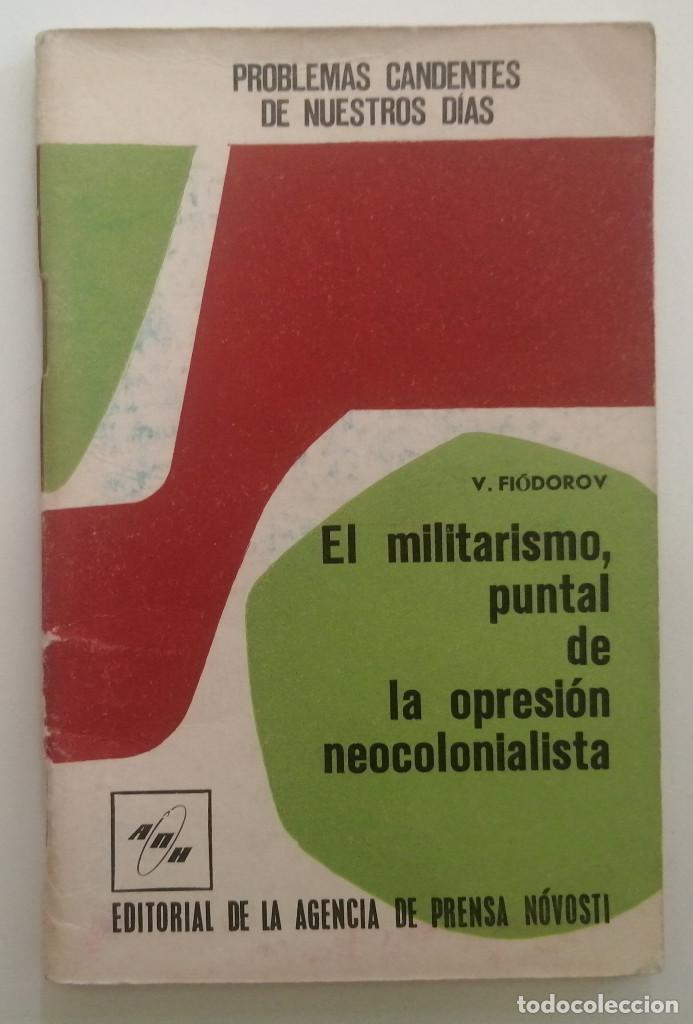 PROBLEMAS CANDENTES
DE NUESTROS DÍAS
V. FIÓDOROV
El militarismo,
puntal
de
la opresión
neocolonialista
АПН
EDITORIAL DE LA AGENCIA DE PRENSA NÓVOSTI
todocoleccion